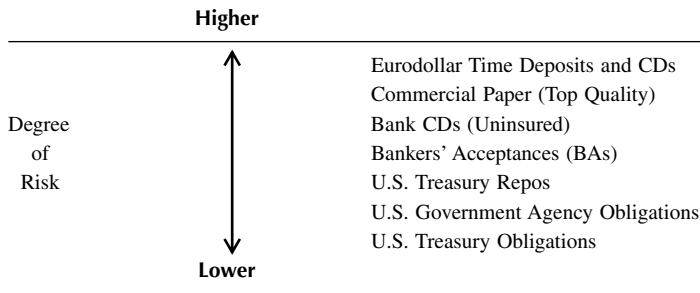 Higher
Eurodollar Time Deposits and CDs
Commercial Paper (Top Quality)
Degree
Bank CDs (Uninsured)
of
Bankers’ Acceptances (BAs)
Risk
U.S. Treasury Repos
U.S. Government Agency Obligations
U.S. Treasury Obligations
Lower